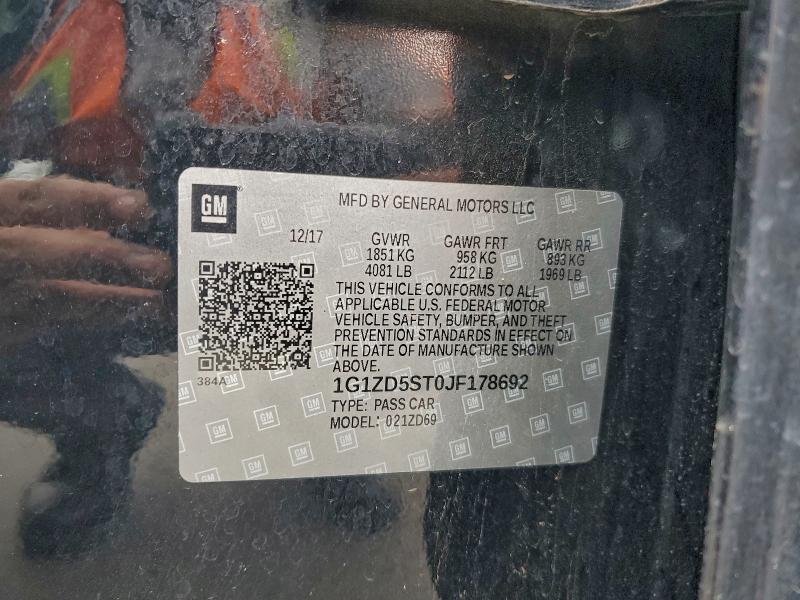 GM
MFD BY GENERAL MOTORS LLC
12/17 GVWR GAWR FRT GAWR RR
1851 KG 958 KG 893 KG
4081 LB 2112 LB 1969 LB
THIS VEHICLE CONFORMS TO ALL
APPLICABLE U.S. FEDERAL MOTOR
VEHICLE SAFETY, BUMPER, AND THEFT
PREVENTION STANDARDS IN EFFECT ON
THE DATE OF MANUFACTURE SHOWN
ABOVE.
384A
1G1ZD5ST0JF178692
TYPE: PASS CAR
MODEL: 021ZD69